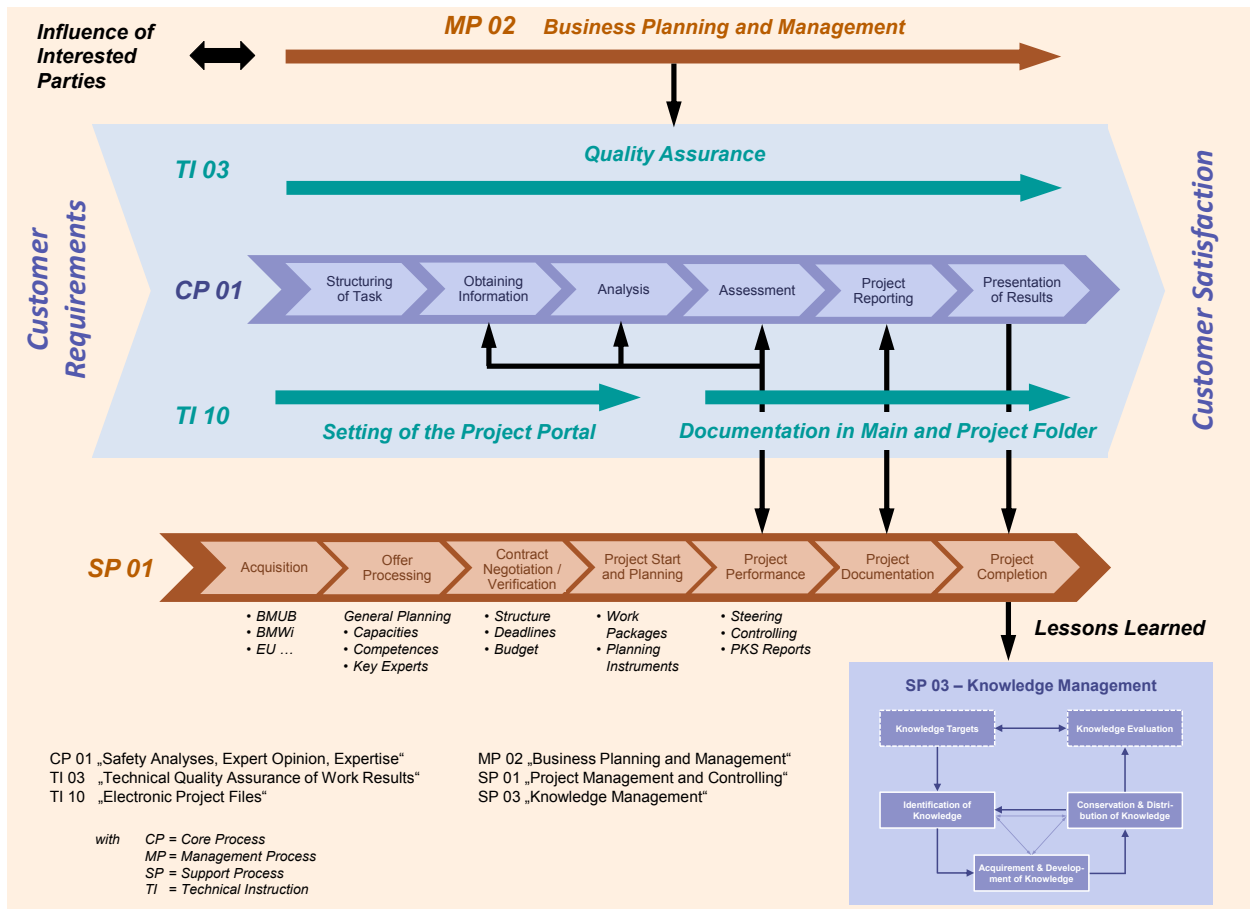 MP 02 Business Planning and Management
Influence of
Interested
Parties
Customer
Requirements
TI 03
Quality Assurance
CP 01
Structuring
of Task
Obtaining
Information
Analysis
Assessment
Project
Reporting
Presentation
of Results
Customer Satisfaction
TI 10
Setting of the Project Portal
Documentation in Main and Project Folder
SP 01
Acquisition
Offer
Processing
Contract
Negotiation /
Verification
Project Start
and Planning
Project
Performance
Project
Documentation
Project
Completion
• BMUB
• BMWi
• EU …
General Planning
• Capacities
• Competences
• Key Experts
• Structure
• Deadlines
• Budget
• Work
Packages
• Planning
Instruments
• Steering
• Controlling
• PKS Reports
Lessons Learned
SP 03 – Knowledge Management
Knowledge Targets
Knowledge Evaluation
Identification of
Knowledge
Conservation & Distri-
bution of Knowledge
Acquirement & Develop-
ment of Knowledge
CP 01 „Safety Analyses, Expert Opinion, Expertise“
TI 03 „Technical Quality Assurance of Work Results“
TI 10 „Electronic Project Files“
MP 02 „Business Planning and Management“
SP 01 „Project Management and Controlling“
SP 03 „Knowledge Management“
with CP = Core Process
MP = Management Process
SP = Support Process
TI = Technical Instruction